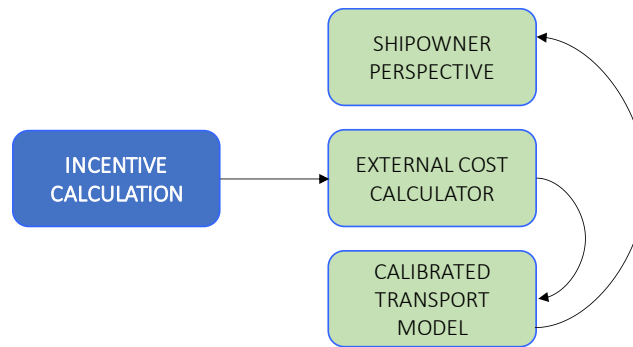 SHIPOWNER
PERSPECTIVE
INCENTIVE
CALCULATION
EXTERNAL COST
CALCULATOR
CALIBRATED
TRANSPORT
MODEL